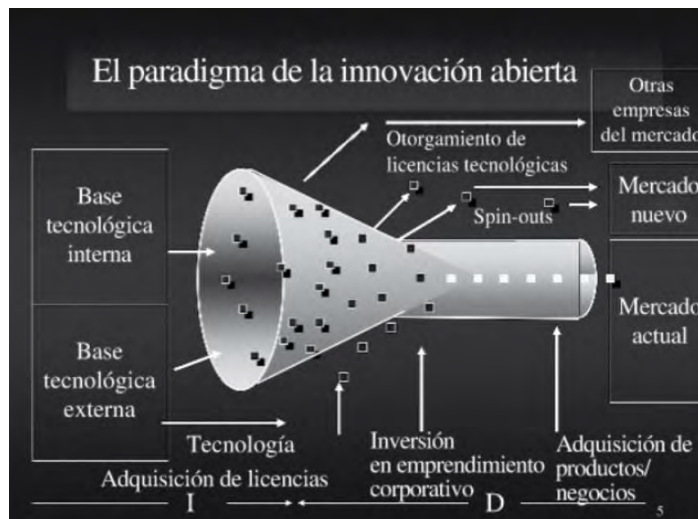 El paradigma de la innovación abierta
Otras
empresas
del mercado
Otorgamiento de
licencias tecnológicas
Base
tecnológica
interna
Mercado
nuevo
Spin-outs
Base
tecnológica
externa
Mercado
actual
Tecnología
Adquisición de licencias
Inversión
en emprendimiento
corporativo
Adquisición de
productos/
negocios
I
D
5